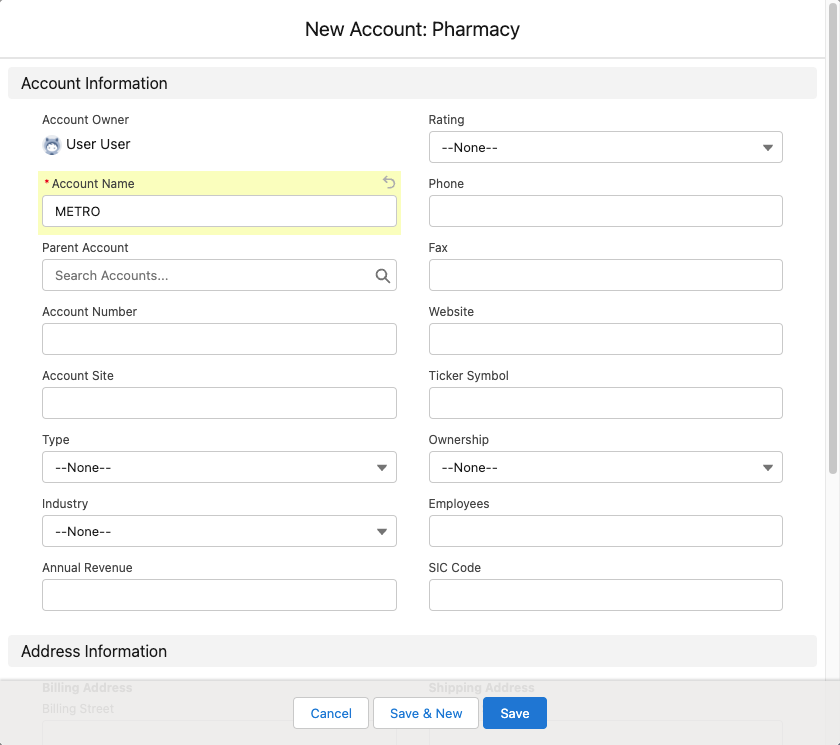 New Account: Pharmacy
Account Information
Account Owner
User User
Rating
--None--
* Account Name
METRO
Phone
Parent Account
Search Accounts...
Fax
Account Number
Website
Account Site
Ticker Symbol
Type
--None--
Ownership
--None--
Industry
--None--
Employees
Annual Revenue
SIC Code
Address Information
Billing Address
Shipping Address
Billing Street
Cancel
Save & New
Save